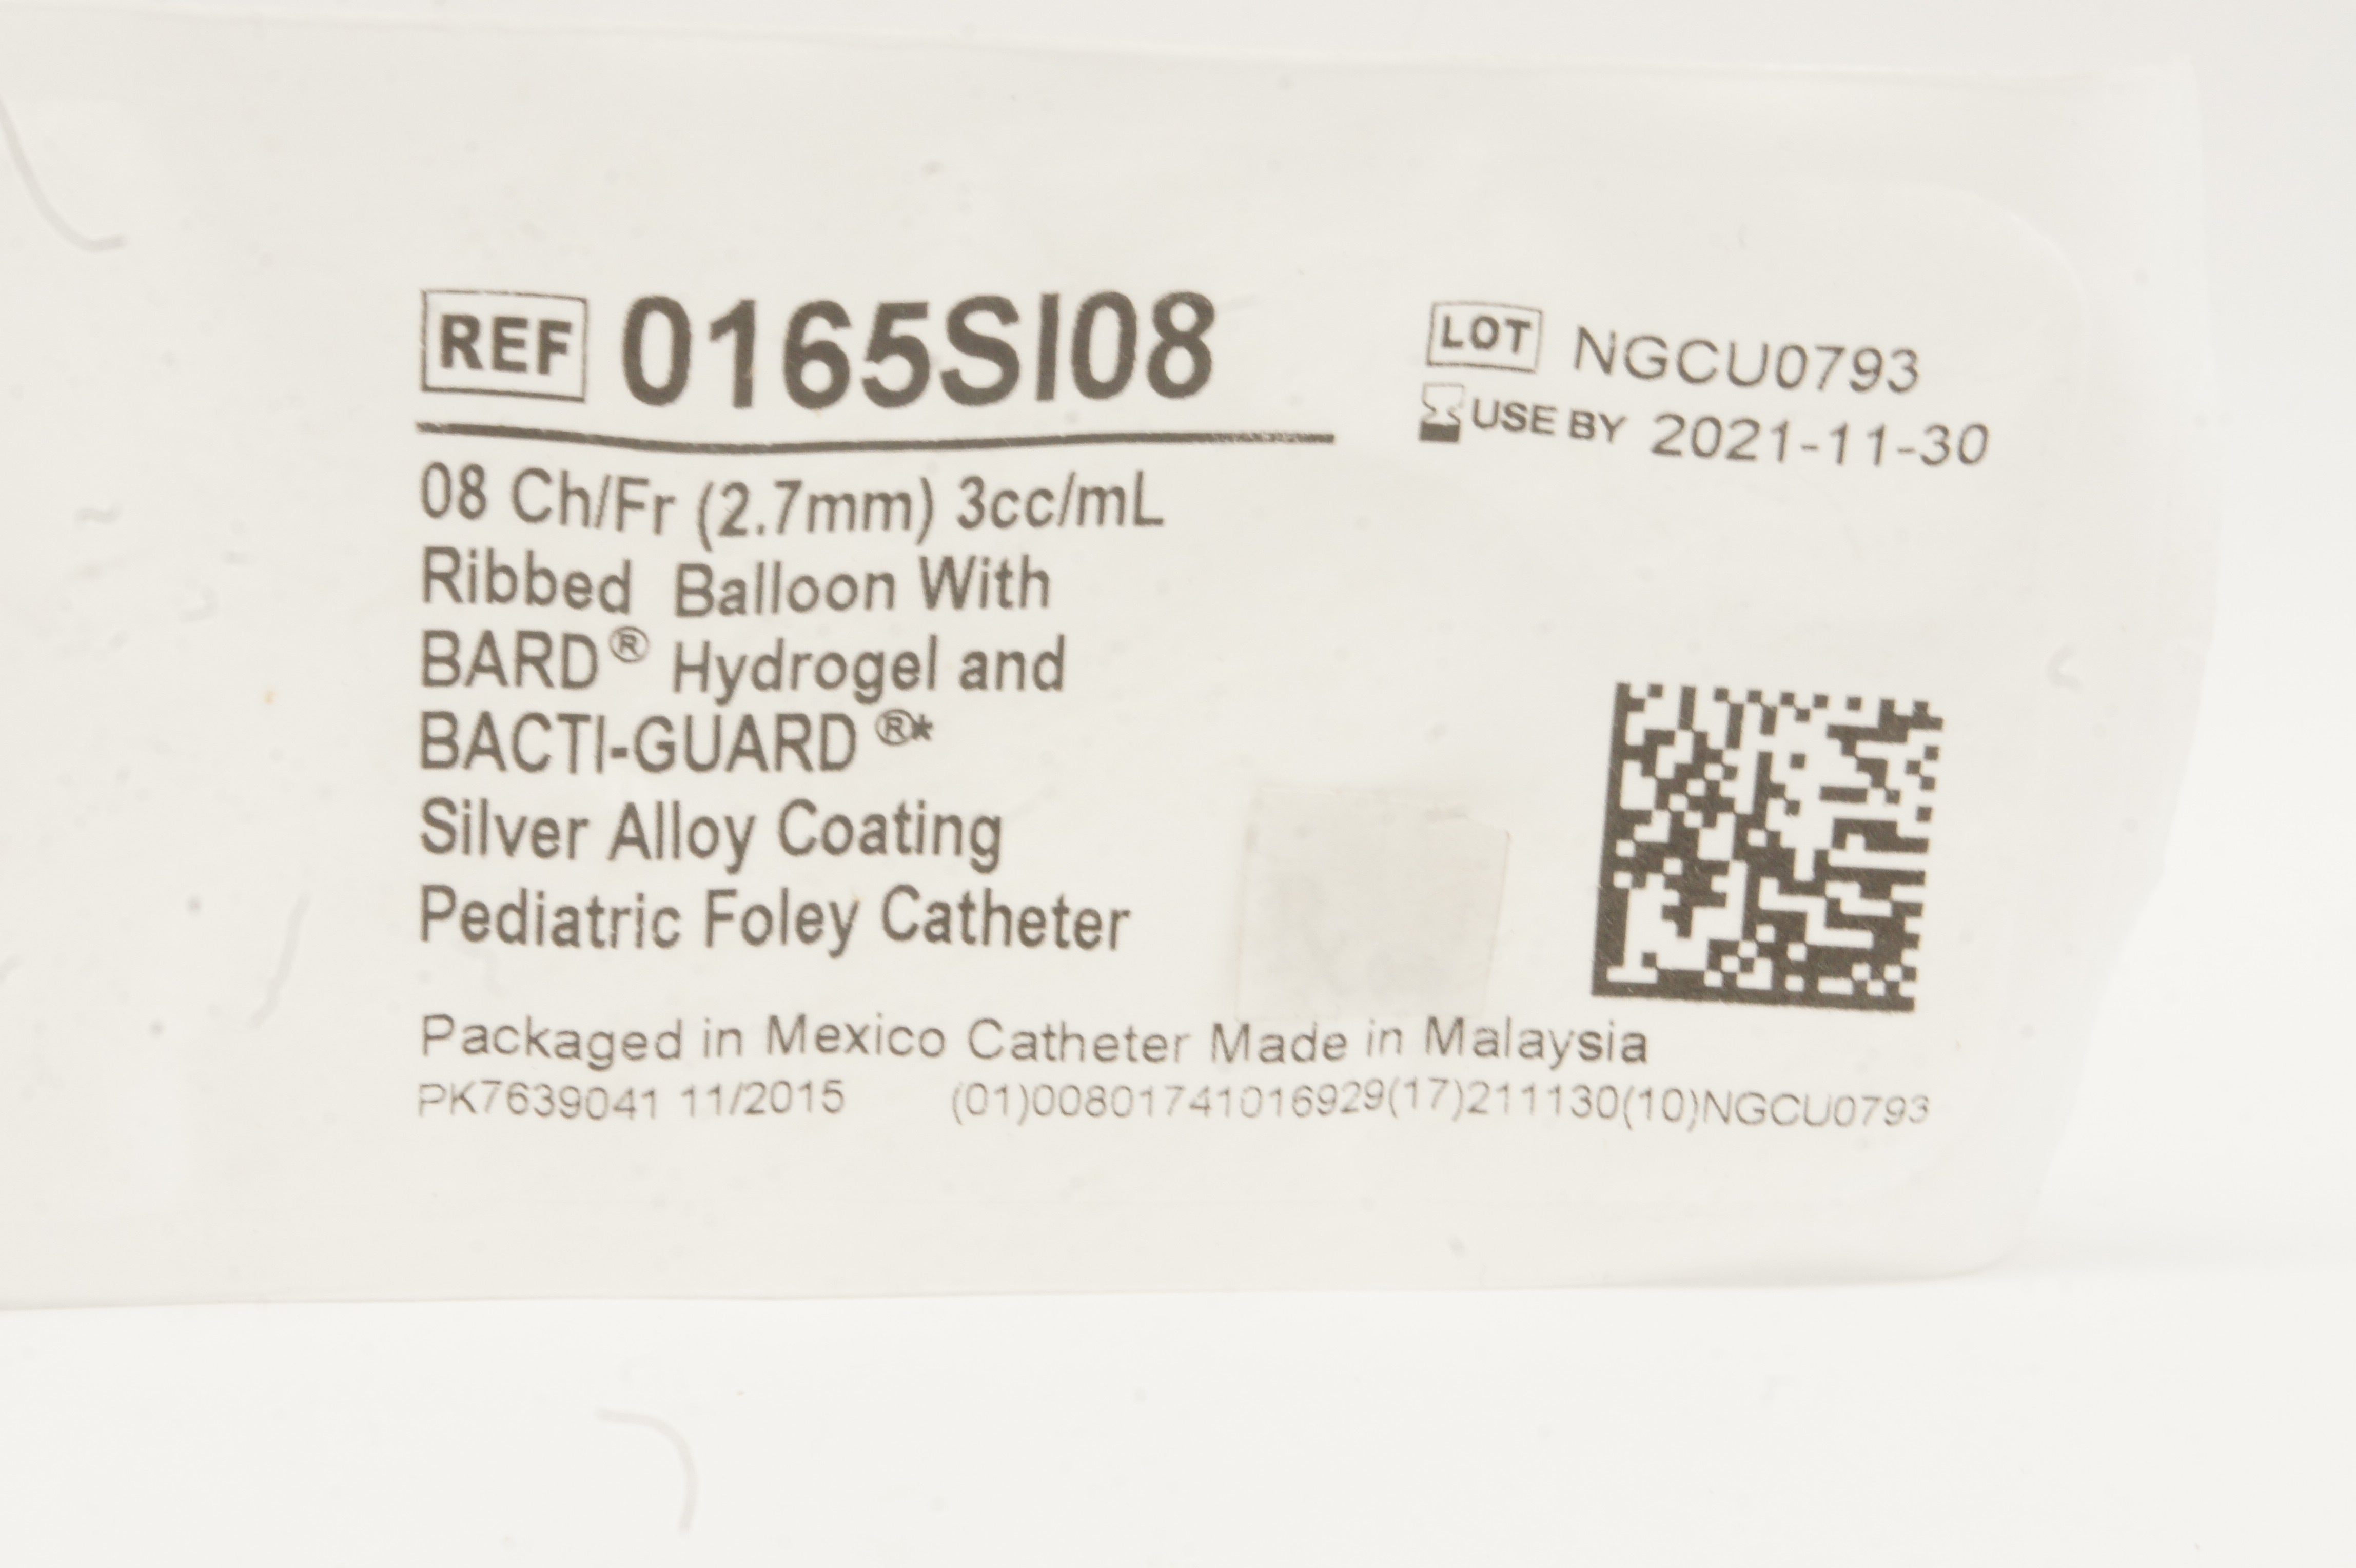 REF 0165SI08
LOT NGCU0793
USE BY 2021-11-30
08 Ch/Fr (2.7mm) 3cc/mL
Ribbed Balloon With
BARD® Hydrogel and
BACTI-GUARD®*
Silver Alloy Coating
Pediatric Foley Catheter
Packaged in Mexico Catheter Made in Malaysia
PK7639041 11/2015 (01)00801741016929(17)211130(10)NGCU0793